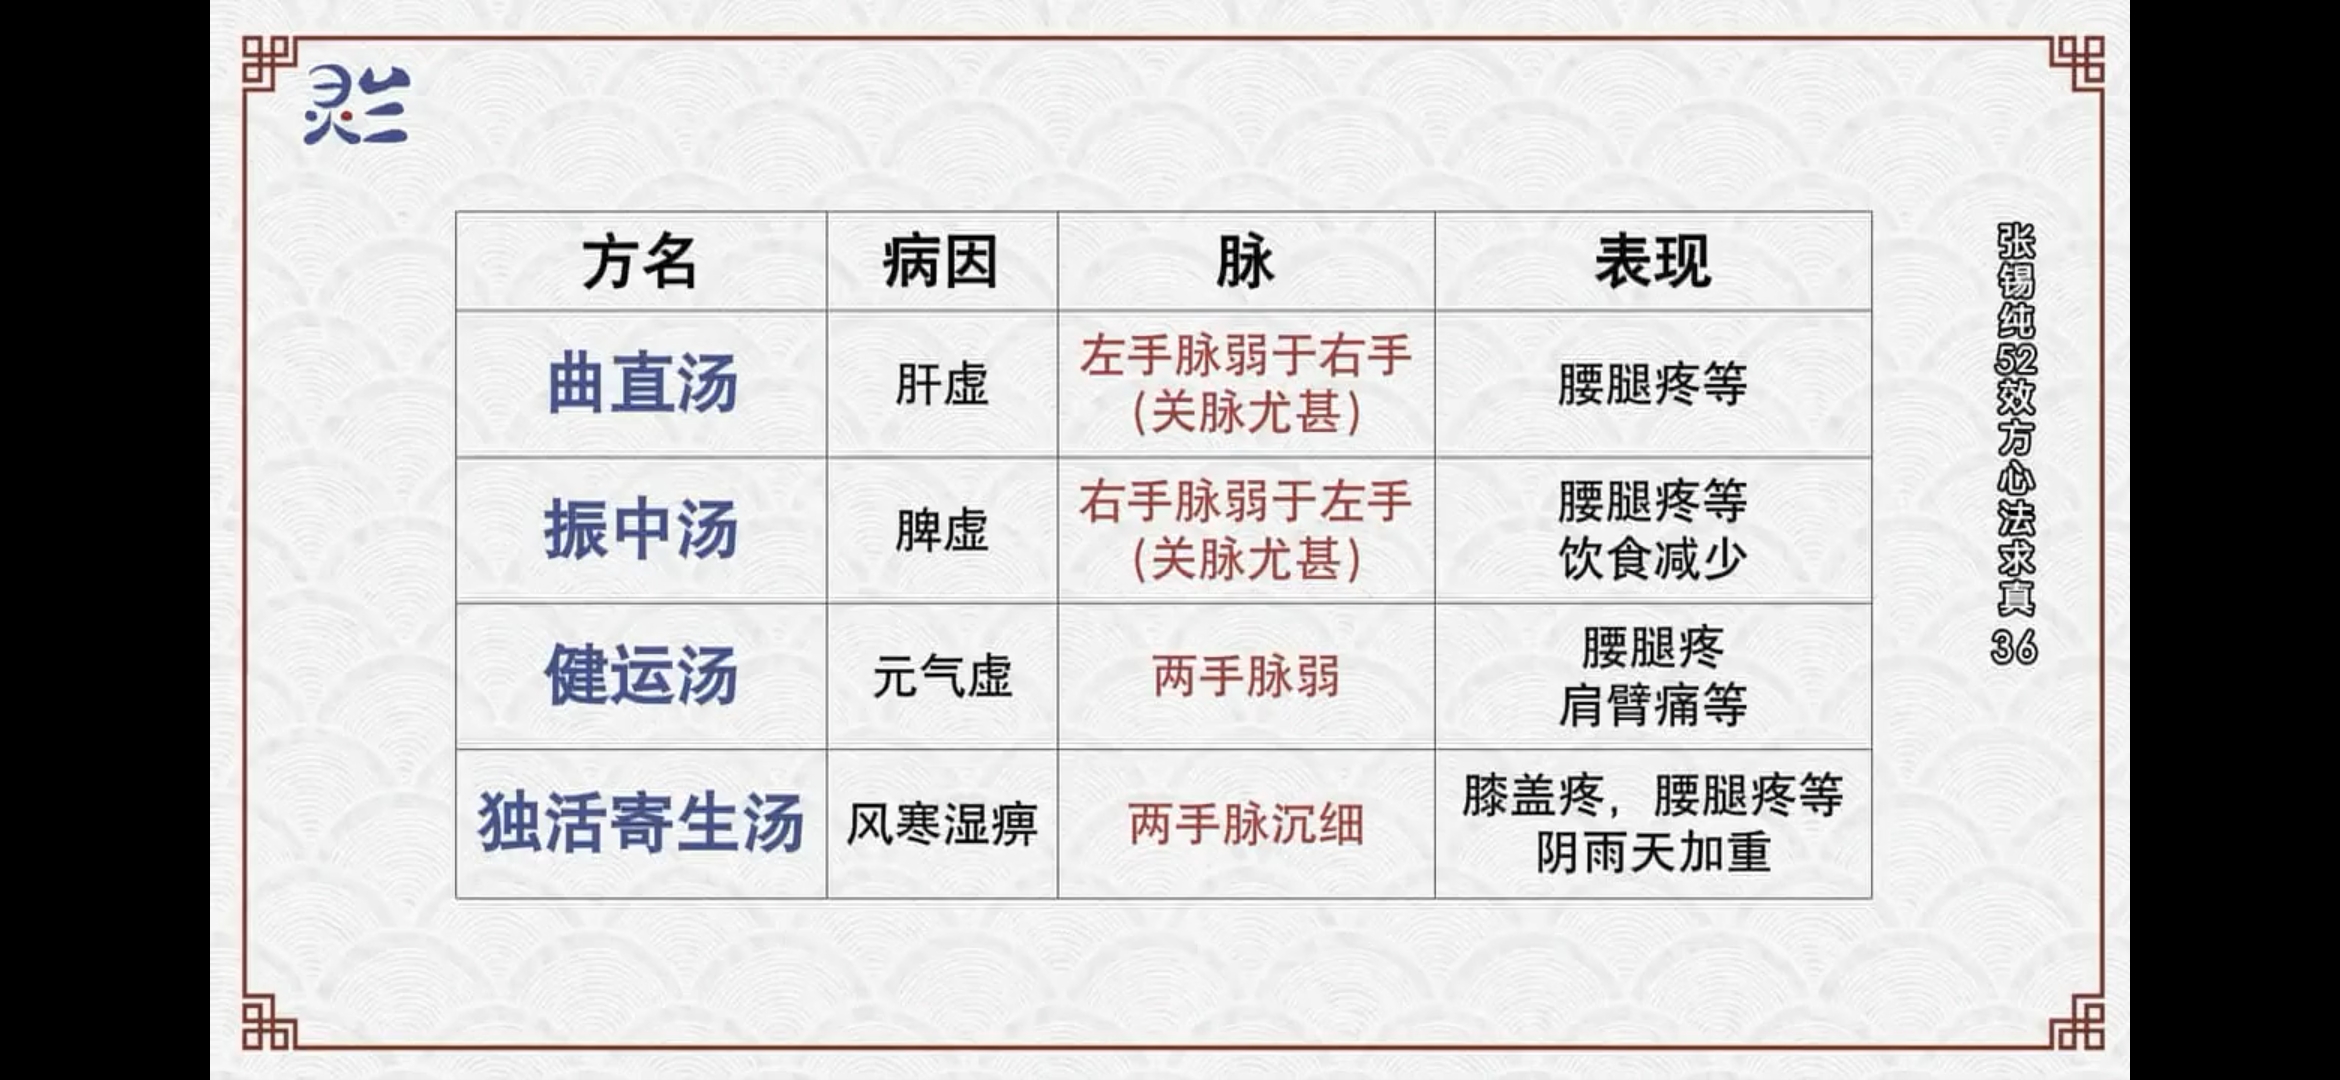 灵兰
方名 病因 脉 表现
曲直汤 肝虚 左手脉弱于右手 腰腿疼等
(关脉尤甚)
振中汤 脾虚 右手脉弱于左手 腰腿疼等
(关脉尤甚) 饮食减少
健运汤 元气虚 两手脉弱 腰腿疼
肩臂痛等
独活寄生汤 风寒湿痹 两手脉沉细 膝盖疼，腰腿疼等
阴雨天加重
张锡纯52效方心法求真 36